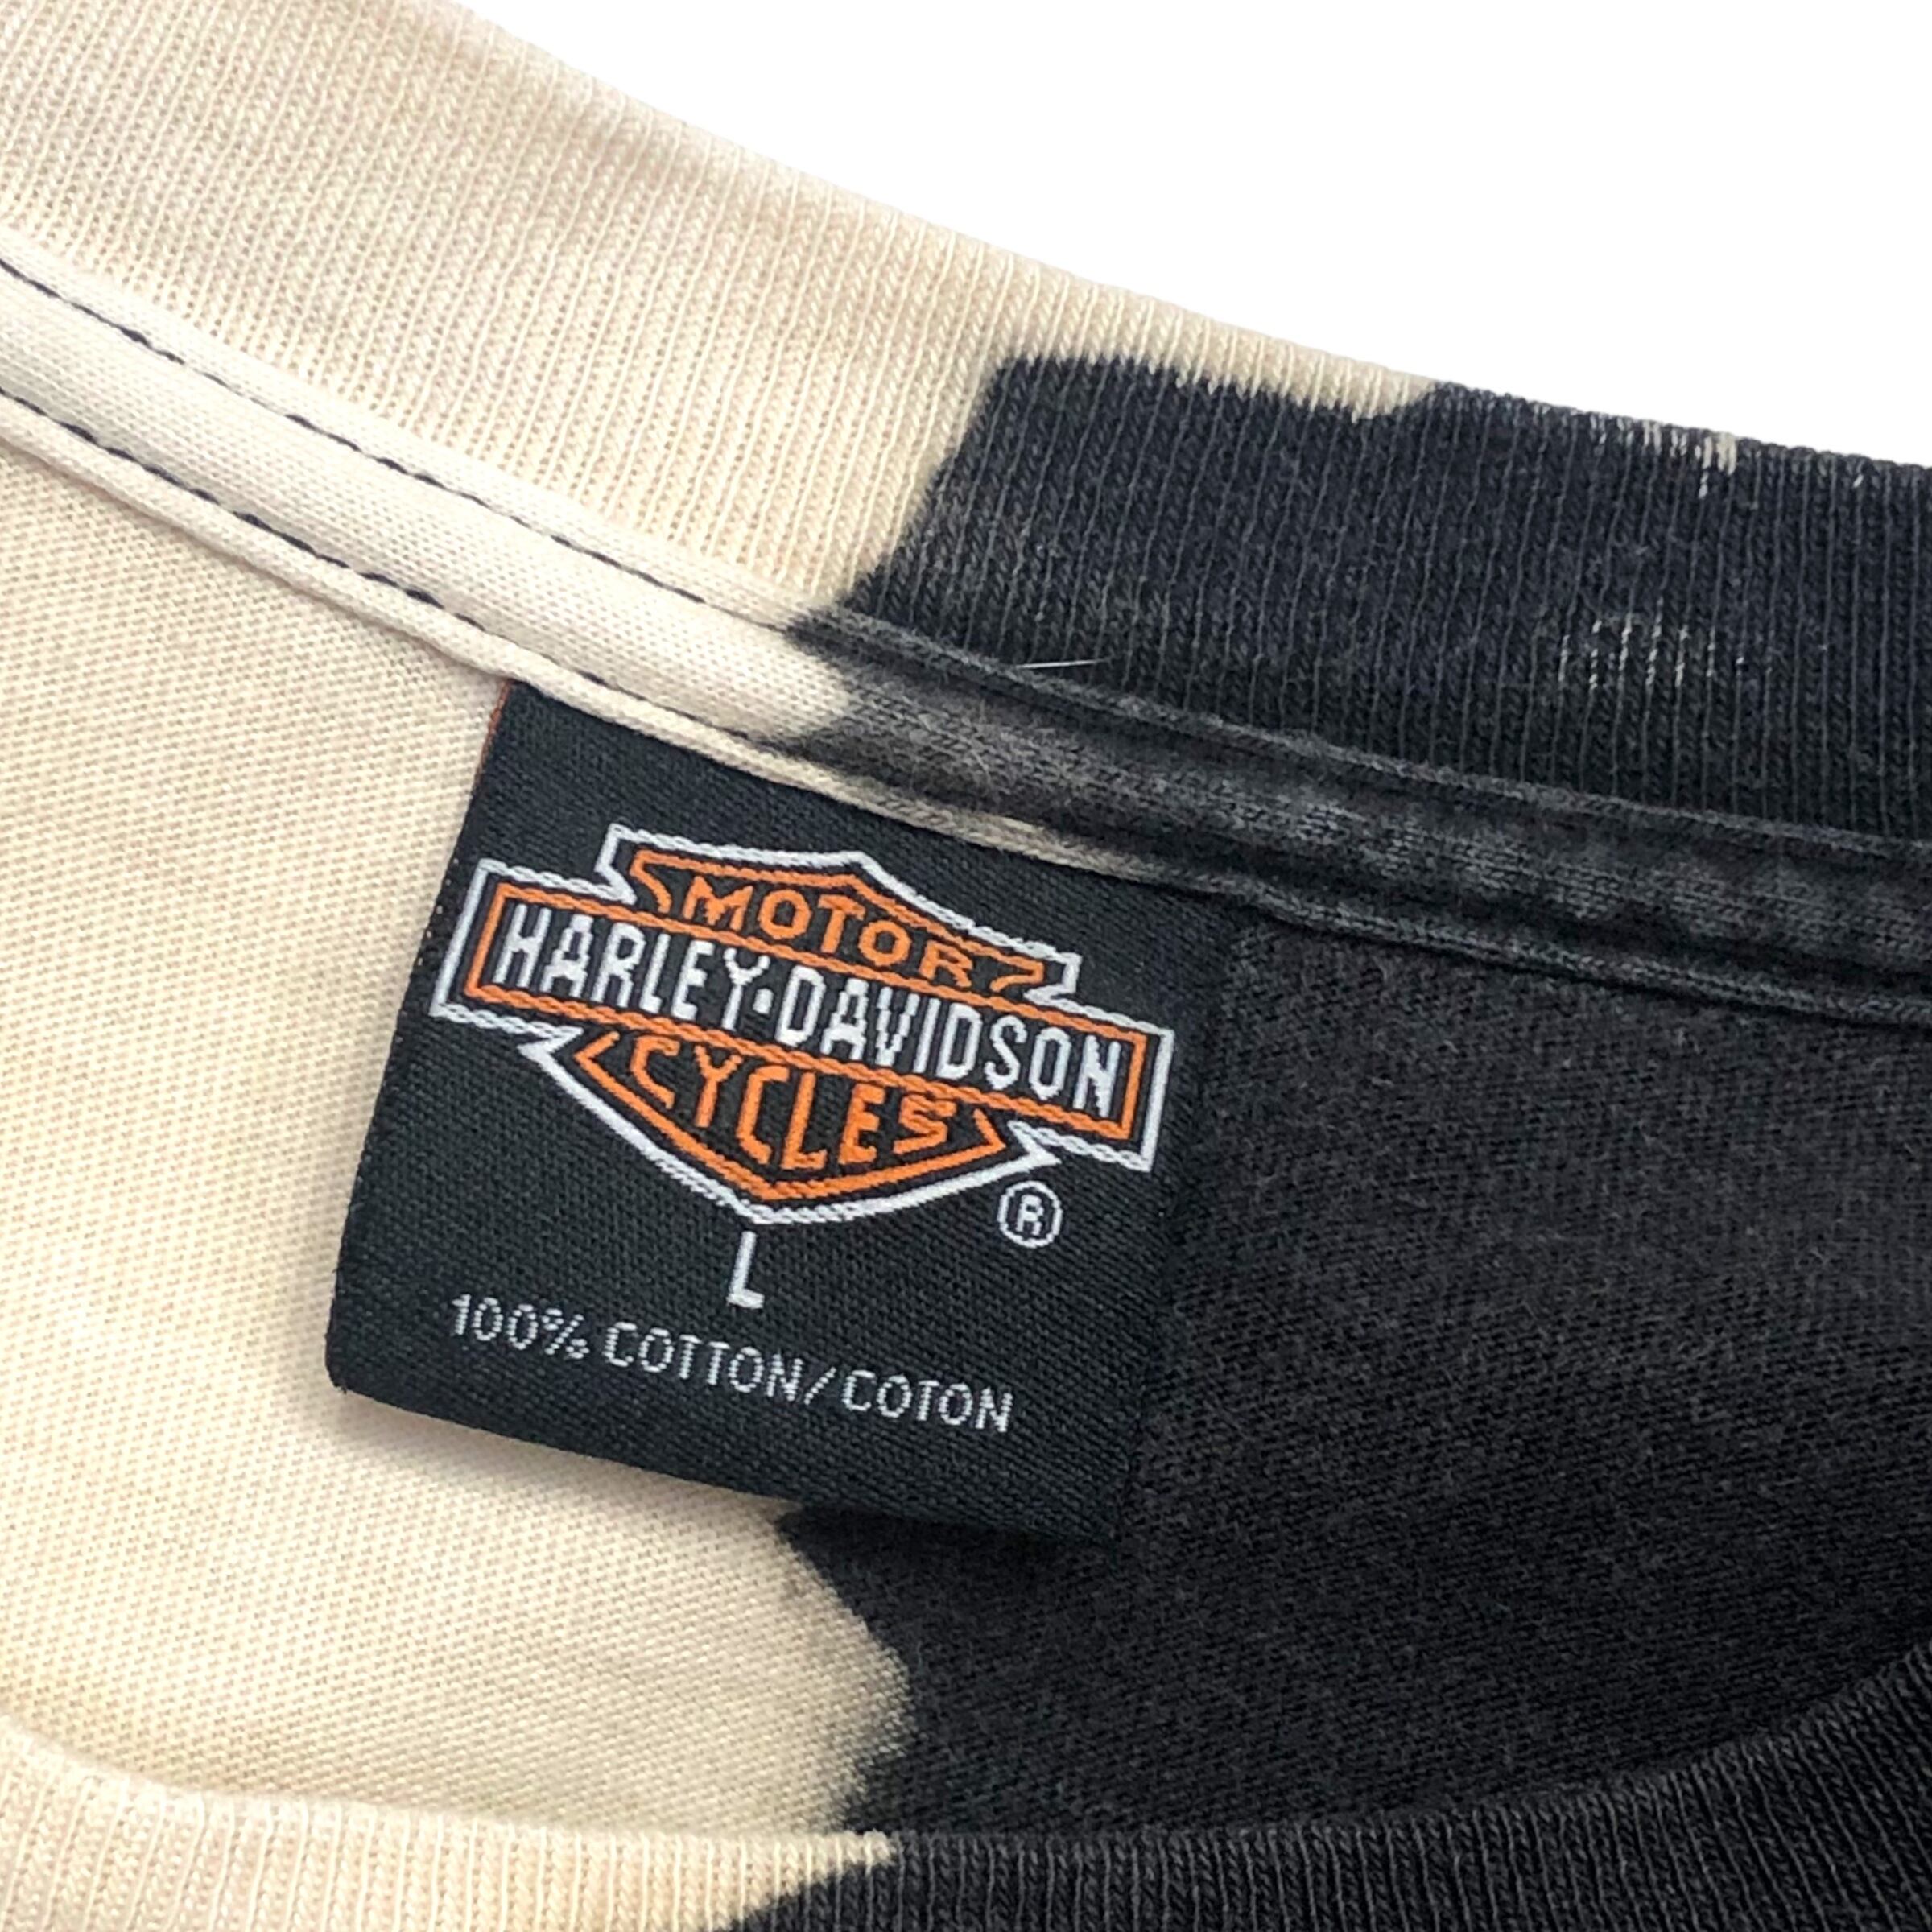 MOTOR
HARLEY-DAVIDSON
CYCLES
®
L
100% COTTON/COTON